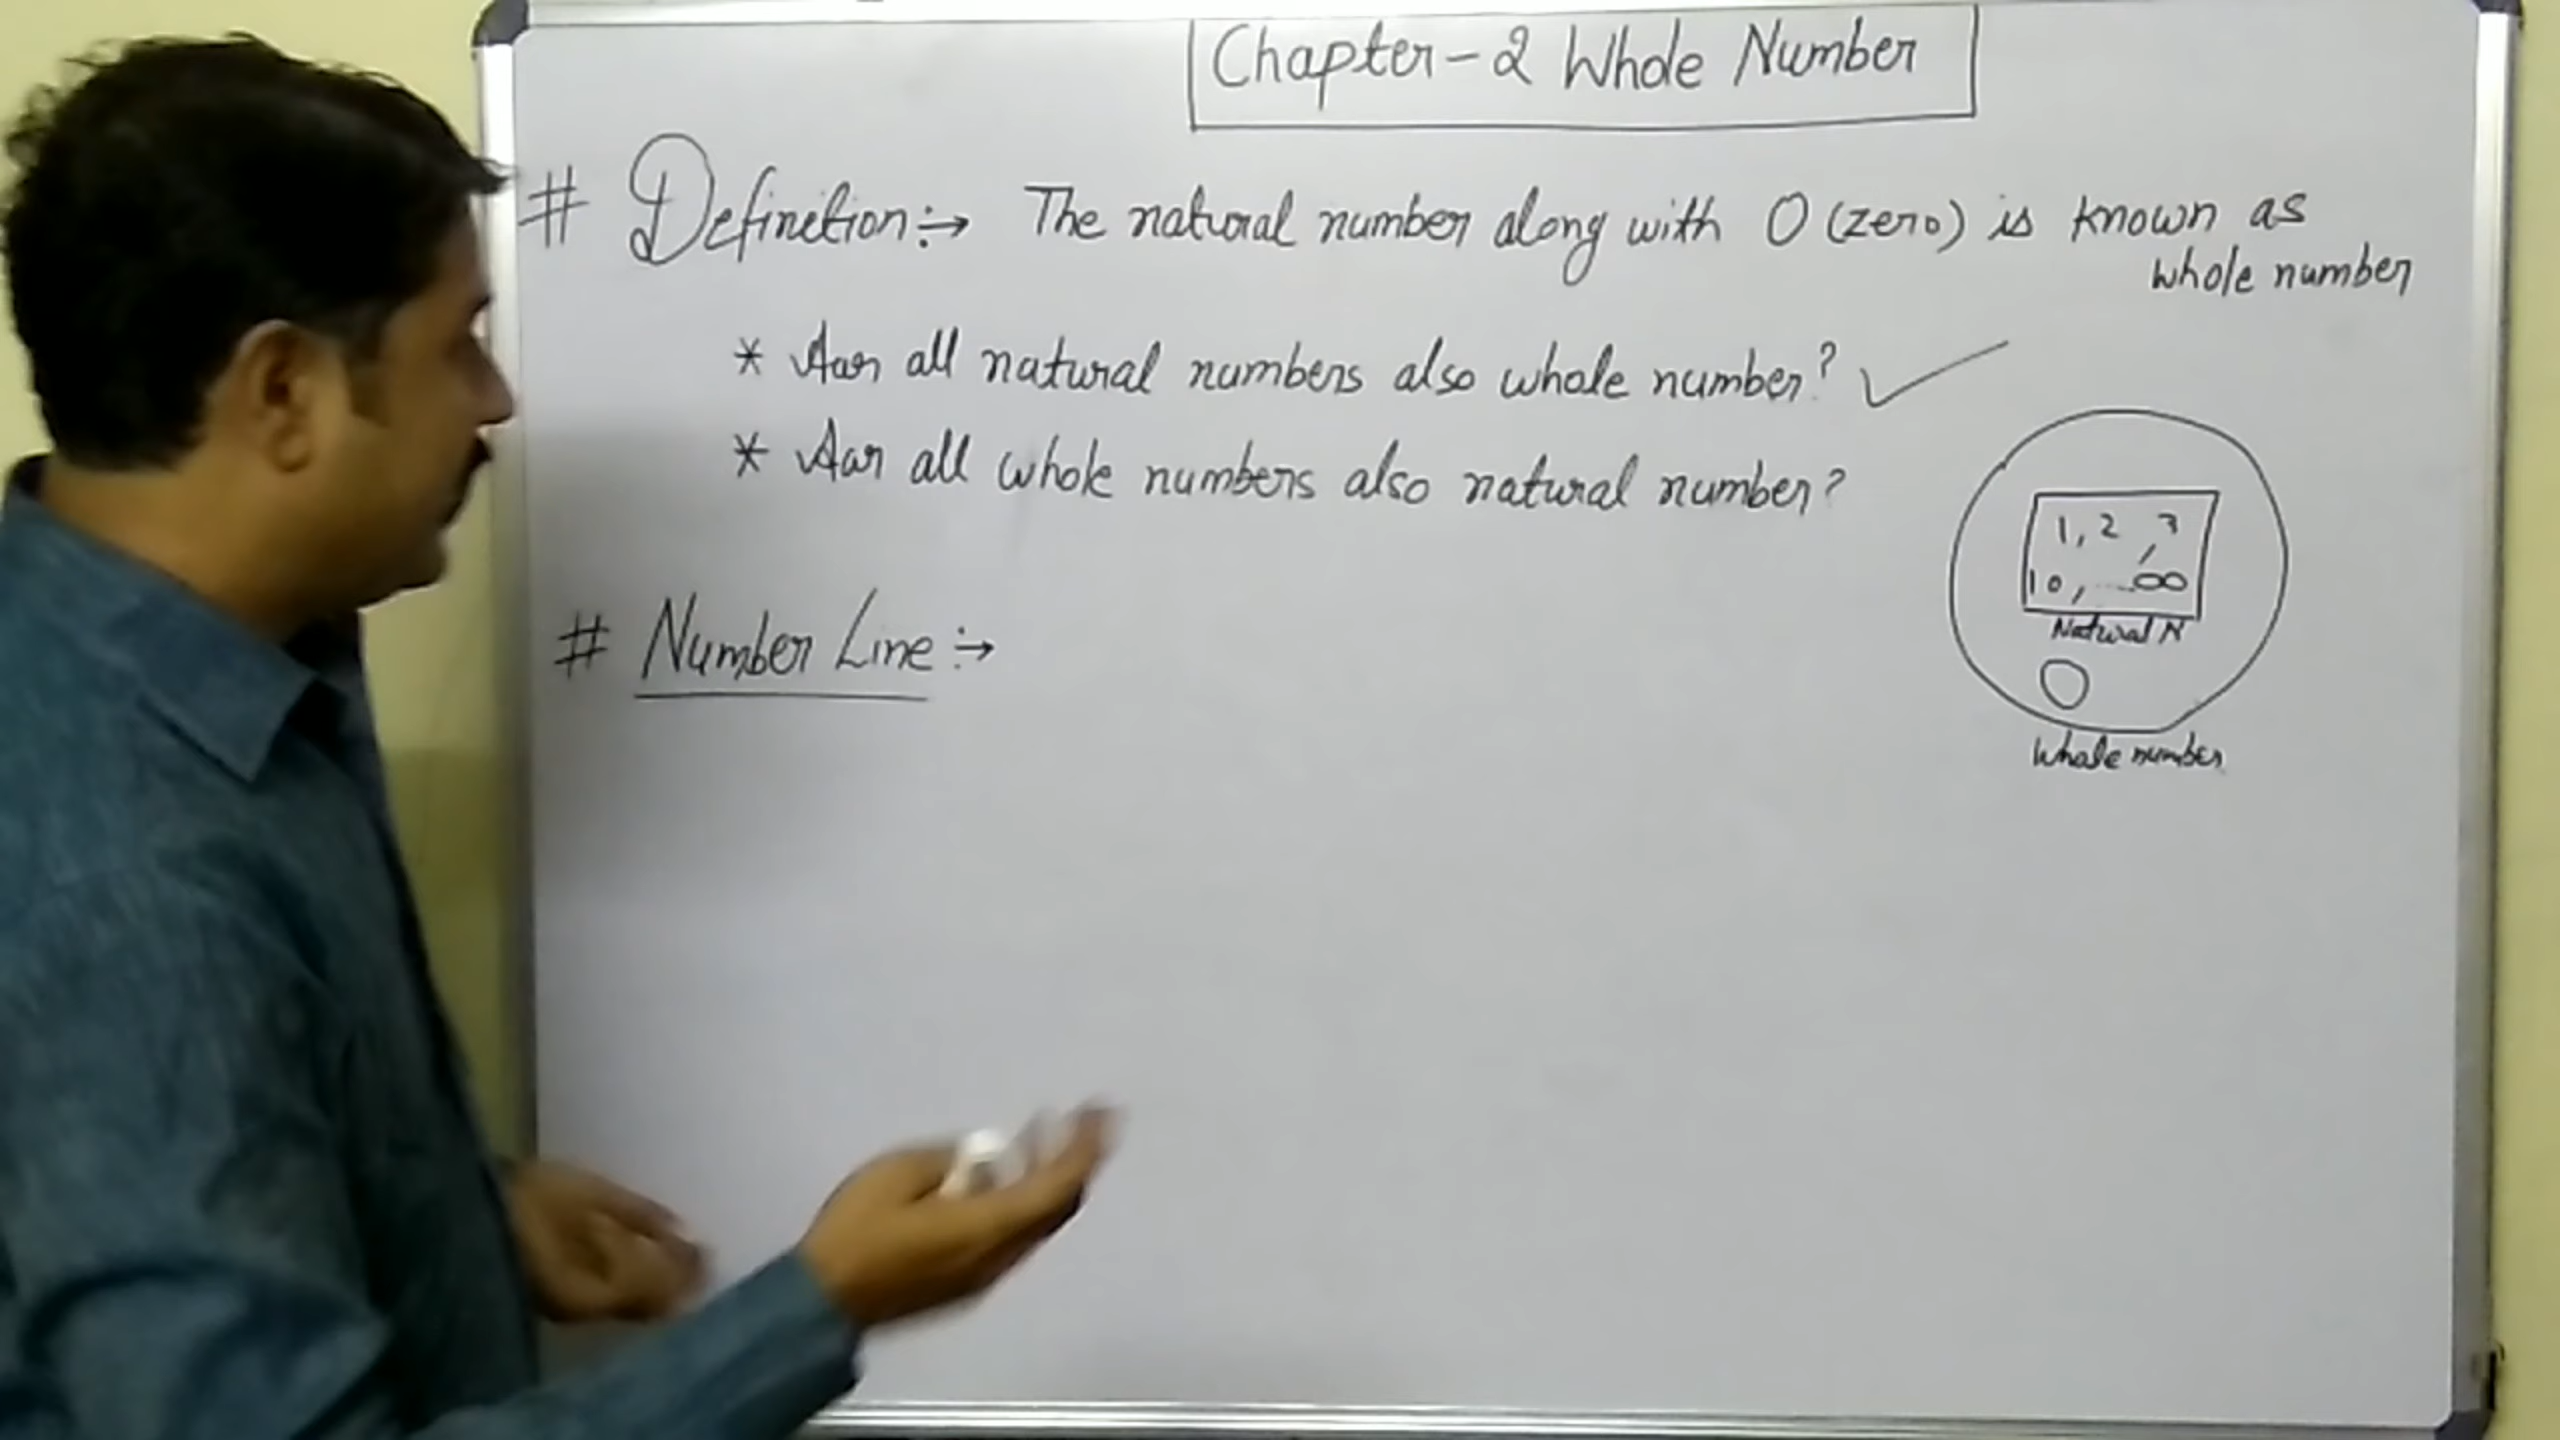 Chapter-2 Whole Number
# Definition:→ The natural number along with 0 (zero) is known as
whole number
* Aar all natural numbers also whole number? ✓
* Aar all whole numbers also natural number?
1, 2, 3
10, ...∞
Natural N
0
Whole number
# Number Line:→